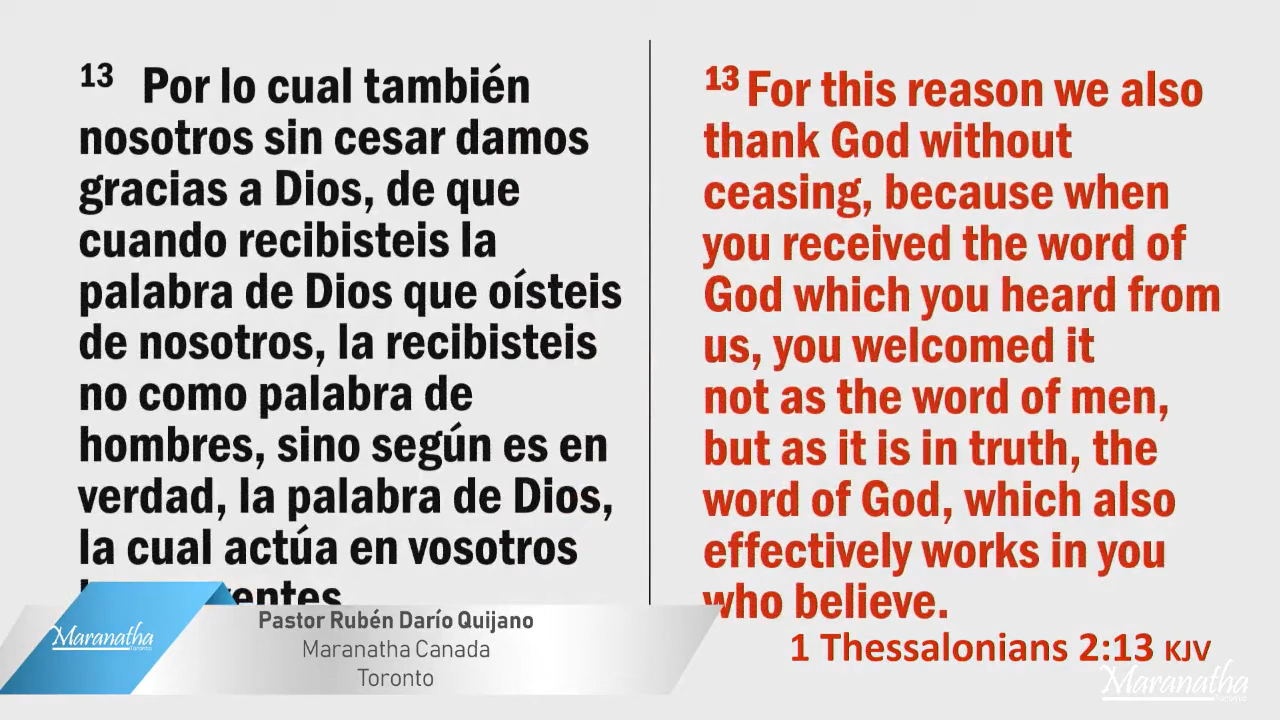 13 Por lo cual también
nosotros sin cesar damos
gracias a Dios, de que
cuando recibisteis la
palabra de Dios que oísteis
de nosotros, la recibisteis
no como palabra de
hombres, sino según es en
verdad, la palabra de Dios,
la cual actúa en vosotros
13 For this reason we also
thank God without
ceasing, because when
you received the word of
God which you heard from
us, you welcomed it
not as the word of men,
but as it is in truth, the
word of God, which also
effectively works in you
who believe.
1 Thessalonians 2:13 KJV
Maranatha
Toronto
Pastor Rubén Darío Quijano
Maranatha Canada
Toronto
Maranatha
Toronto